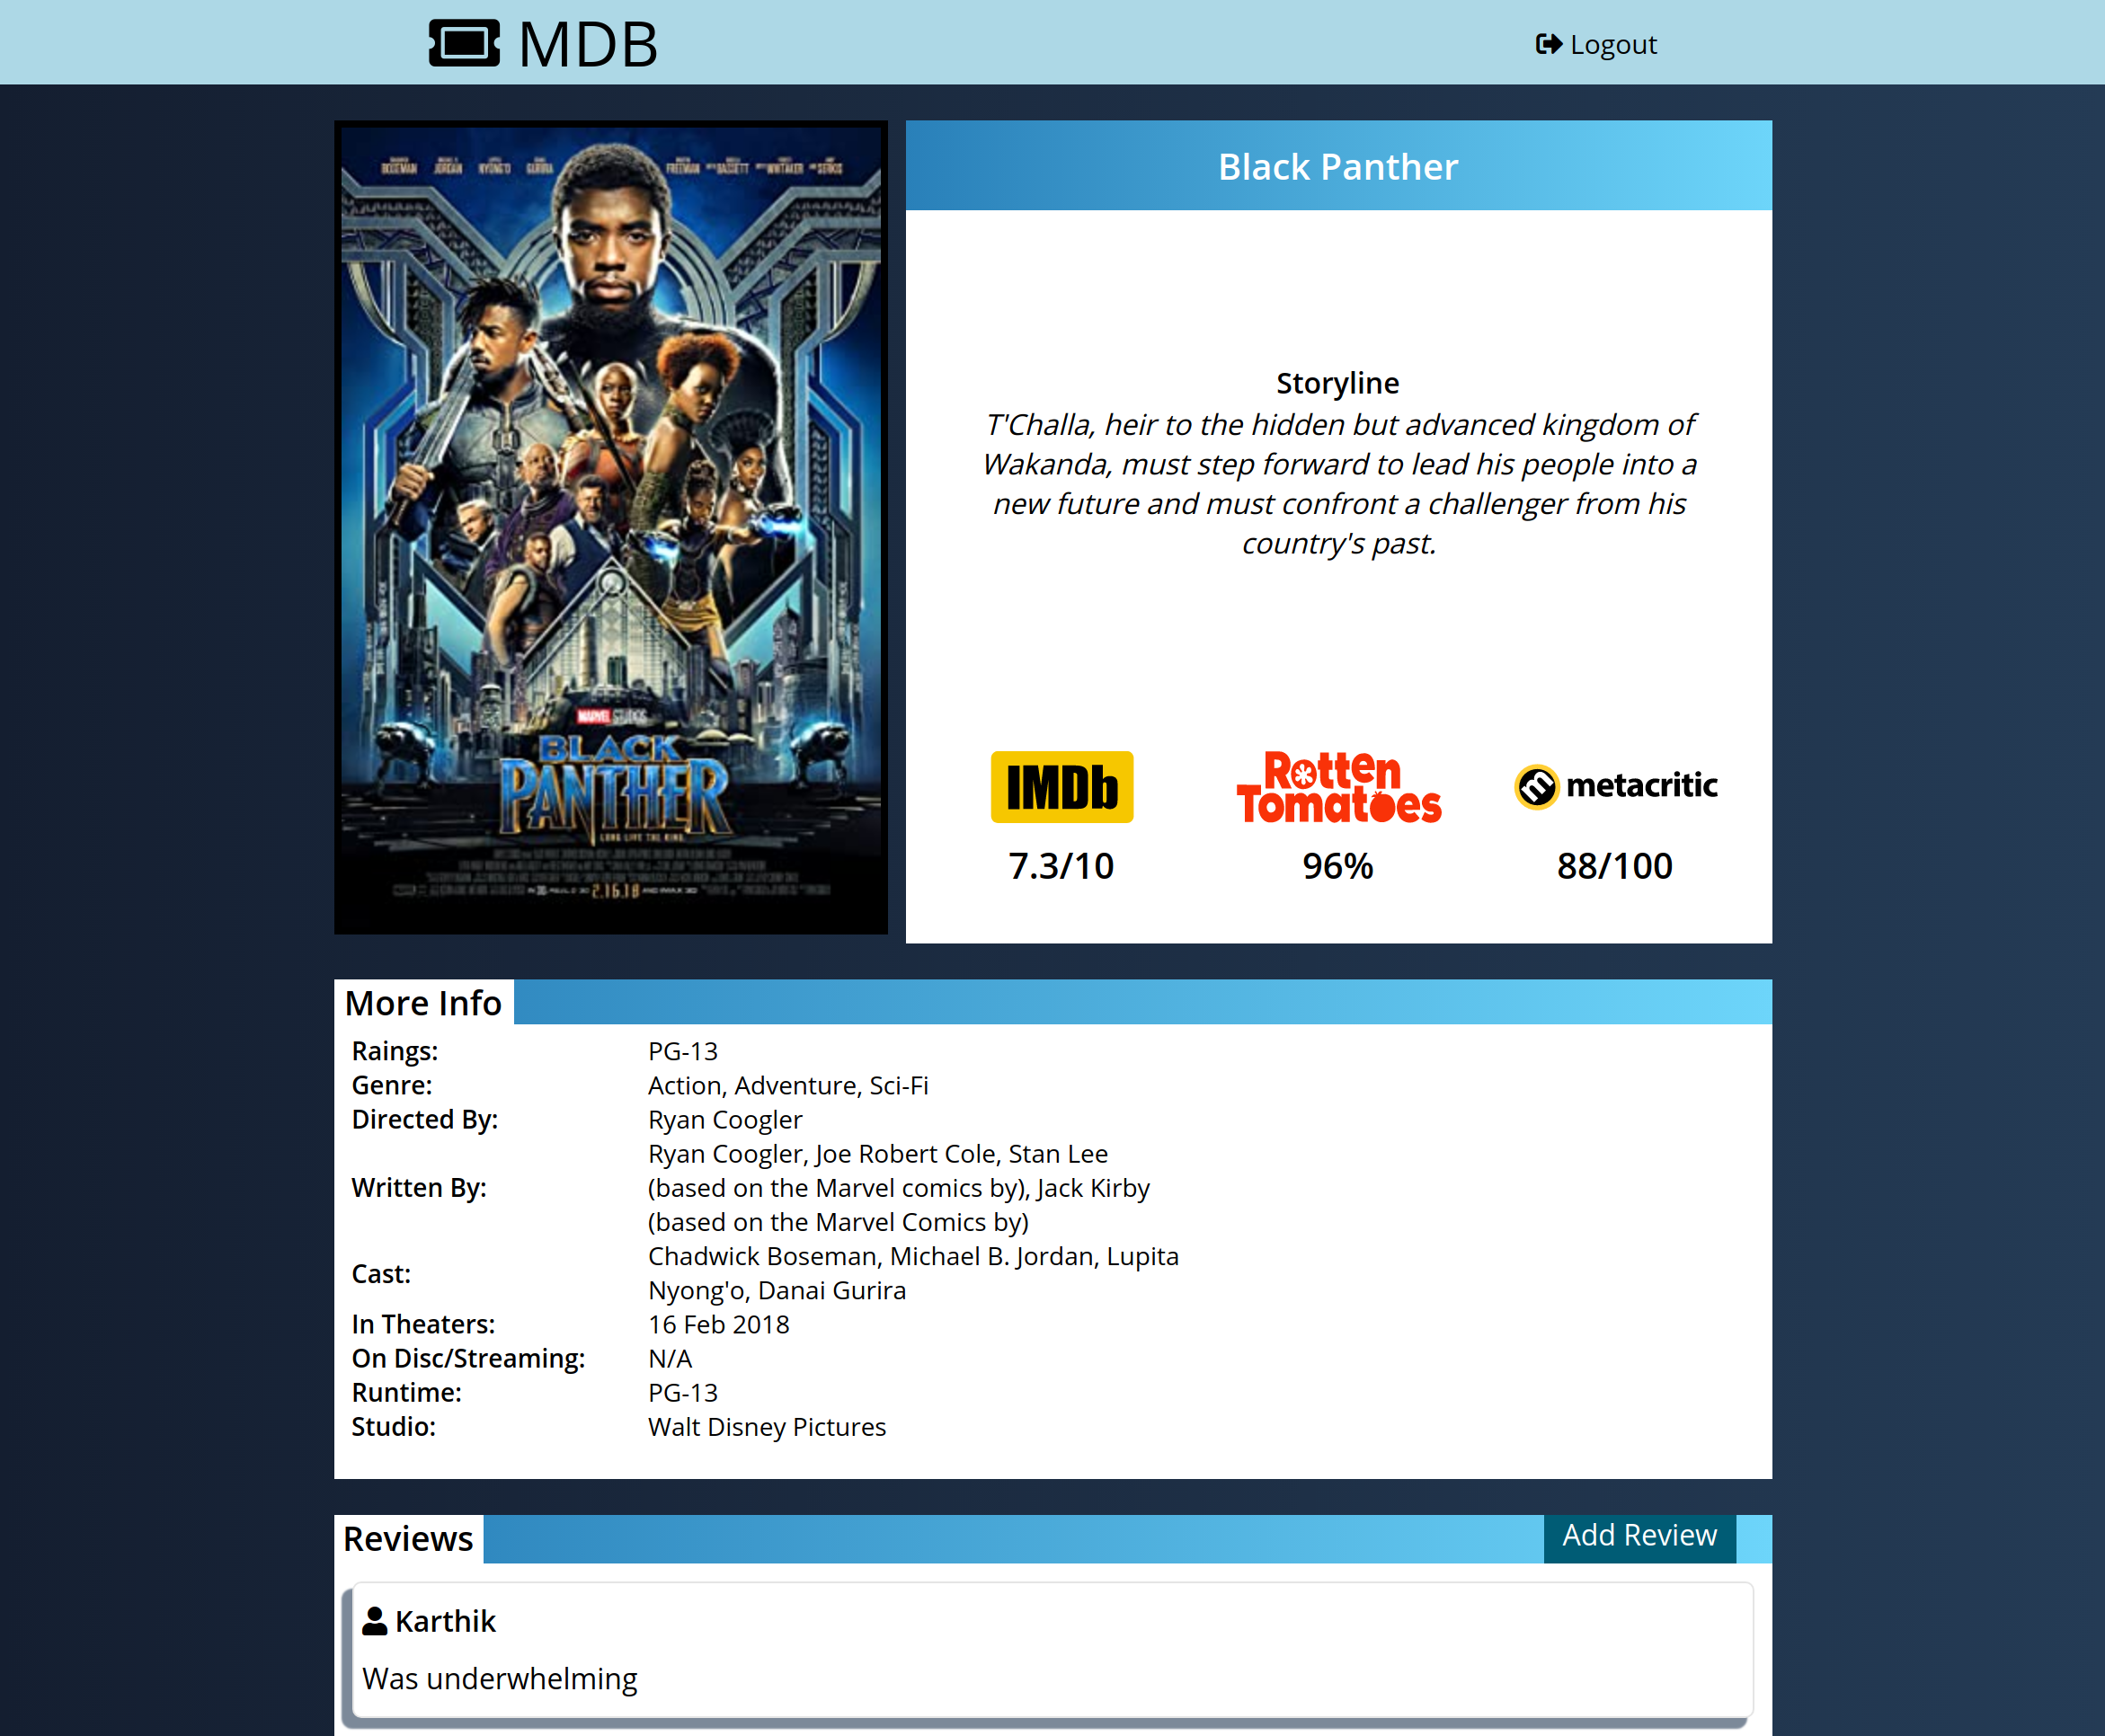 MDB
Logout
BOSEMAN JORDAN NYONG'O GURIRA FREEMAN BASSETT WHITAKER SERKIS
MARVEL STUDIOS
BLACK
PANTHER
LONG LIVE THE KING
2.16.18
Black Panther
Storyline
T'Challa, heir to the hidden but advanced kingdom of
Wakanda, must step forward to lead his people into a
new future and must confront a challenger from his
country's past.
IMDb
Rotten
Tomatoes
metacritic
7.3/10 96% 88/100
More Info
Raings: PG-13
Genre: Action, Adventure, Sci-Fi
Directed By: Ryan Coogler
Written By: Ryan Coogler, Joe Robert Cole, Stan Lee
(based on the Marvel comics by), Jack Kirby
(based on the Marvel Comics by)
Cast: Chadwick Boseman, Michael B. Jordan, Lupita
Nyong'o, Danai Gurira
In Theaters: 16 Feb 2018
On Disc/Streaming: N/A
Runtime: PG-13
Studio: Walt Disney Pictures
Reviews
Add Review
Karthik
Was underwhelming